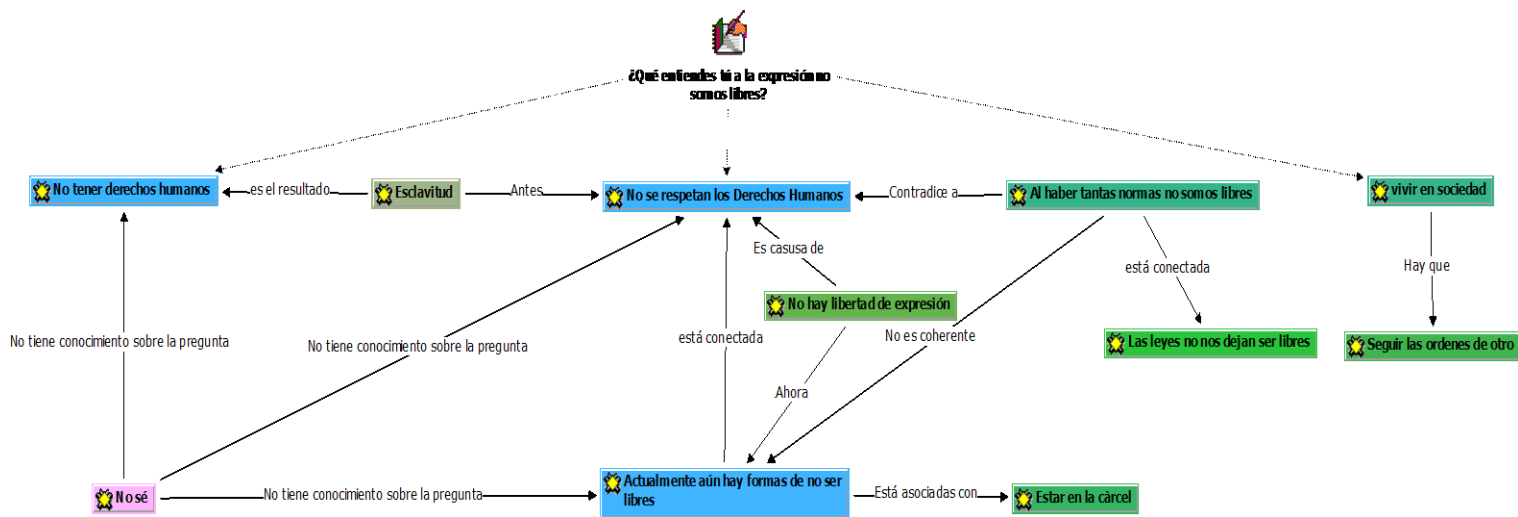 ¿Qué entiendes tú a la expresión no
somos libres?
No tener derechos humanos
es el resultado
Esclavitud
Antes
No se respetan los Derechos Humanos
Contradice a
Al haber tantas normas no somos libres
vivir en sociedad
Es casusa de
está conectada
Hay que
No hay libertad de expresión
No tiene conocimiento sobre la pregunta
No tiene conocimiento sobre la pregunta
está conectada
No es coherente
Las leyes no nos dejan ser libres
Seguir las ordenes de otro
Ahora
No sé
No tiene conocimiento sobre la pregunta
Actualmente aún hay formas de no ser
libres
Está asociadas con
Estar en la càrcel